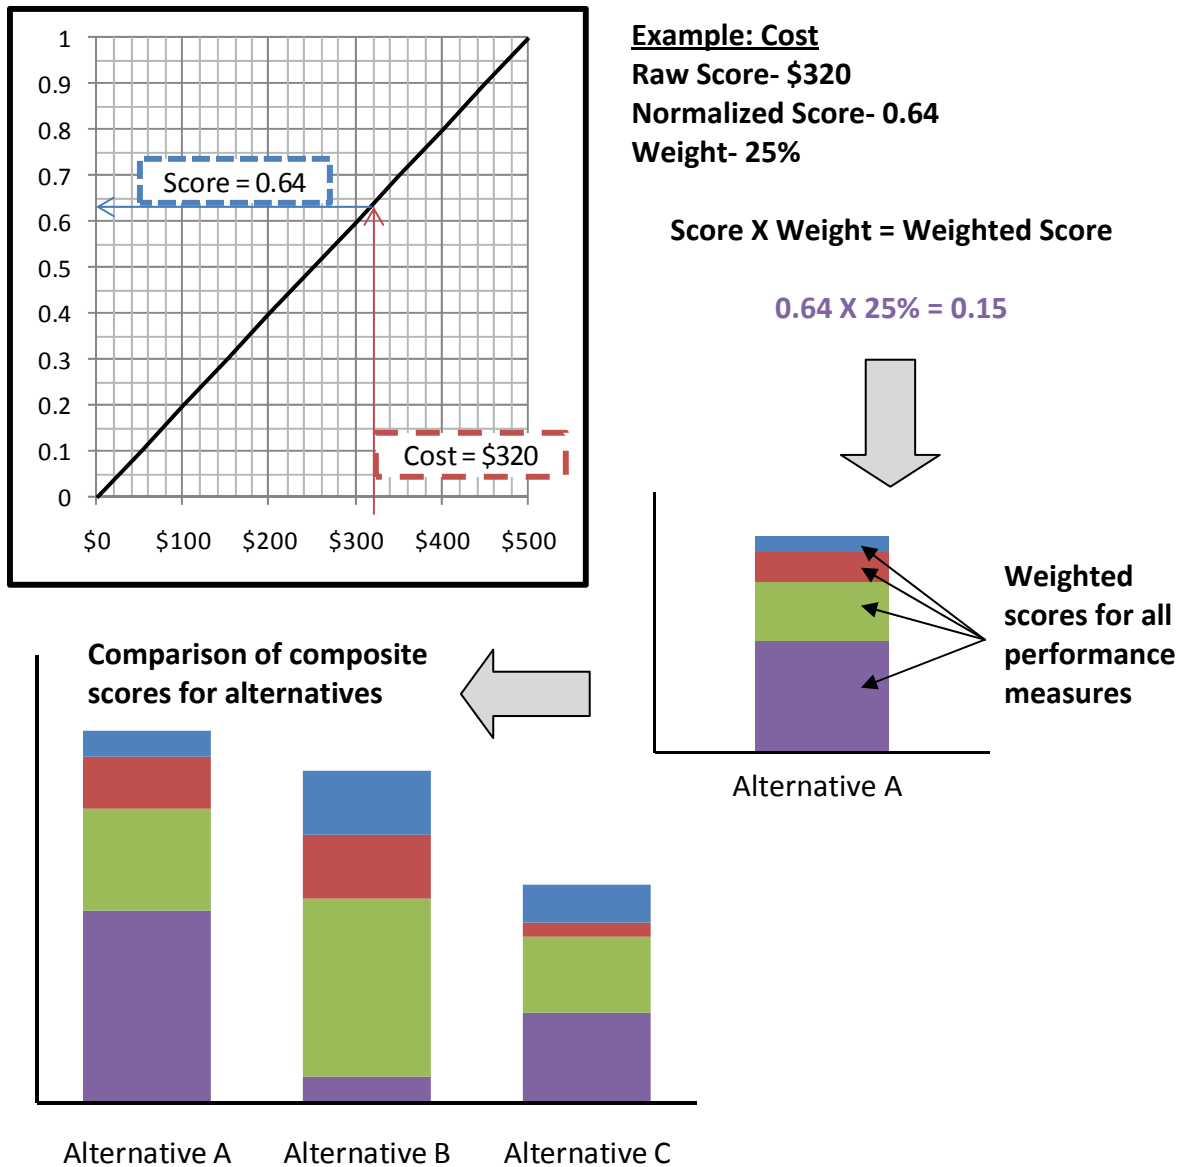 1
0.9
0.8
0.7
0.6
0.5
0.4
0.3
0.2
0.1
0
Score = 0.64
Cost = $320
$0 $100 $200 $300 $400 $500
Example: Cost
Raw Score- $320
Normalized Score- 0.64
Weight- 25%
Score X Weight = Weighted Score
0.64 X 25% = 0.15
Weighted
scores for all
performance
measures
Alternative A
Comparison of composite
scores for alternatives
Alternative A Alternative B Alternative C